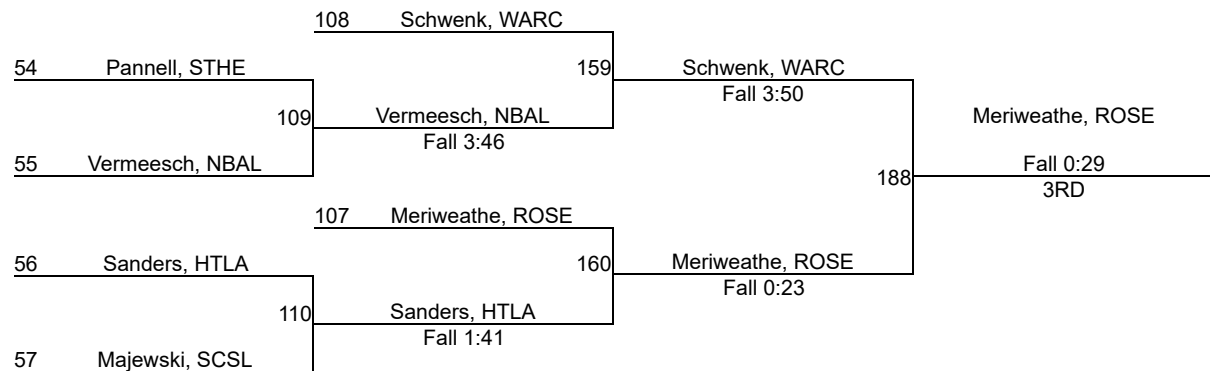 108 Schwenk, WARC
54 Pannell, STHE
159 Schwenk, WARC
Fall 3:50
109 Vermeesch, NBAL
Fall 3:46
Meriweathe, ROSE
55 Vermeesch, NBAL
Fall 0:29
188
3RD
107 Meriweathe, ROSE
56 Sanders, HTLA
160 Meriweathe, ROSE
Fall 0:23
110 Sanders, HTLA
Fall 1:41
57 Majewski, SCSL